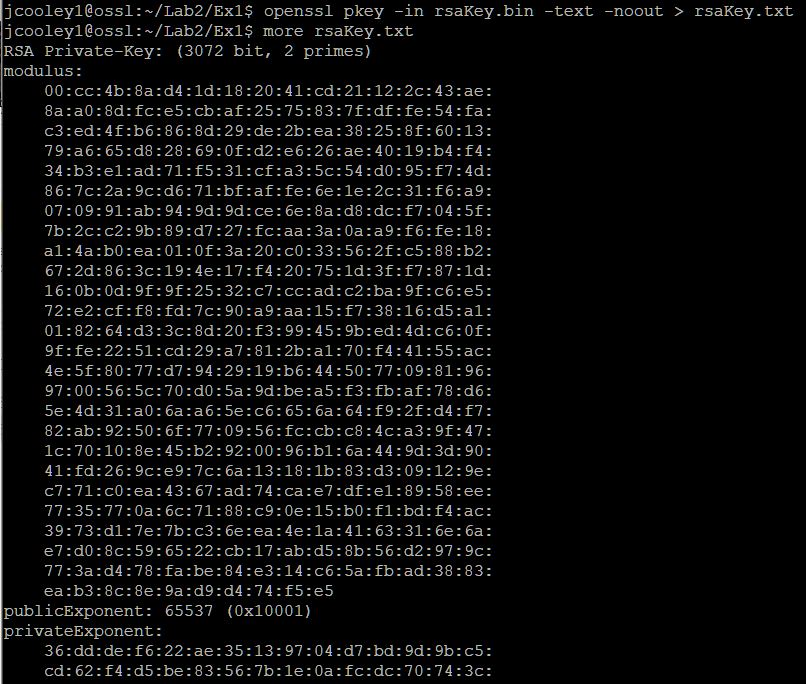 jcooley1@ossl:~/Lab2/Ex1$ openssl pkey -in rsaKey.bin -text -noout > rsaKey.txt
jcooley1@ossl:~/Lab2/Ex1$ more rsaKey.txt
RSA Private-Key: (3072 bit, 2 primes)
modulus:
00:cc:4b:8a:d4:1d:18:20:41:cd:21:12:2c:43:ae:
8a:a0:8d:fc:e5:cb:af:25:75:83:7f:df:fe:54:fa:
c3:ed:4f:b6:86:8d:29:de:2b:ea:38:25:8f:60:13:
79:a6:65:d8:28:69:0f:d2:e6:26:ae:40:19:b4:f4:
34:b3:e1:ad:71:f5:31:cf:a3:5c:54:d0:95:f7:4d:
86:7c:2a:9c:d6:71:bf:af:fe:6e:1e:2c:31:f6:a9:
07:09:91:ab:94:9d:9d:ce:6e:8a:d8:dc:f7:04:5f:
7b:2c:c2:9b:89:d7:27:fc:aa:3a:0a:a9:f6:fe:18:
a1:4a:b0:ea:01:0f:3a:20:c0:33:56:2f:c5:88:b2:
67:2d:86:3c:19:4e:17:f4:20:75:1d:3f:f7:87:1d:
16:0b:0d:9f:9f:25:32:c7:cc:ad:c2:ba:9f:c6:e5:
72:e2:cf:f8:fd:7c:90:a9:aa:15:f7:38:16:d5:a1:
01:82:64:d3:3c:8d:20:f3:99:45:9b:ed:4d:c6:0f:
9f:fe:22:51:cd:29:a7:81:2b:a1:70:f4:41:55:ac:
4e:5f:80:77:d7:94:29:19:b6:44:50:77:09:81:96:
97:00:56:5c:70:d0:5a:9d:be:a5:f3:fb:af:78:d6:
5e:4d:31:a0:6a:a6:5e:c6:65:6a:64:f9:2f:d4:f7:
82:ab:92:50:6f:77:09:56:fc:cb:c8:4c:a3:9f:47:
1c:70:10:8e:45:b2:92:00:96:b1:6a:44:9d:3d:90:
41:fd:26:9c:e9:7c:6a:13:18:1b:83:d3:09:12:9e:
c7:71:c0:ea:43:67:ad:74:ca:e7:df:e1:89:58:ee:
77:35:77:0a:6c:71:88:c9:0e:15:b0:f1:bd:f4:ac:
39:73:d1:7e:7b:c3:6e:ea:4e:1a:41:63:31:6e:6a:
e7:d0:8c:59:65:22:cb:17:ab:d5:8b:56:d2:97:9c:
77:3a:d4:78:fa:be:84:e3:14:c6:5a:fb:ad:38:83:
ea:b3:8c:8e:9a:d9:d4:74:f5:e5
publicExponent: 65537 (0x10001)
privateExponent:
36:dd:de:f6:22:ae:35:13:97:04:d7:bd:9d:9b:c5:
cd:62:f4:d5:be:83:56:7b:1e:0a:fc:dc:70:74:3c: